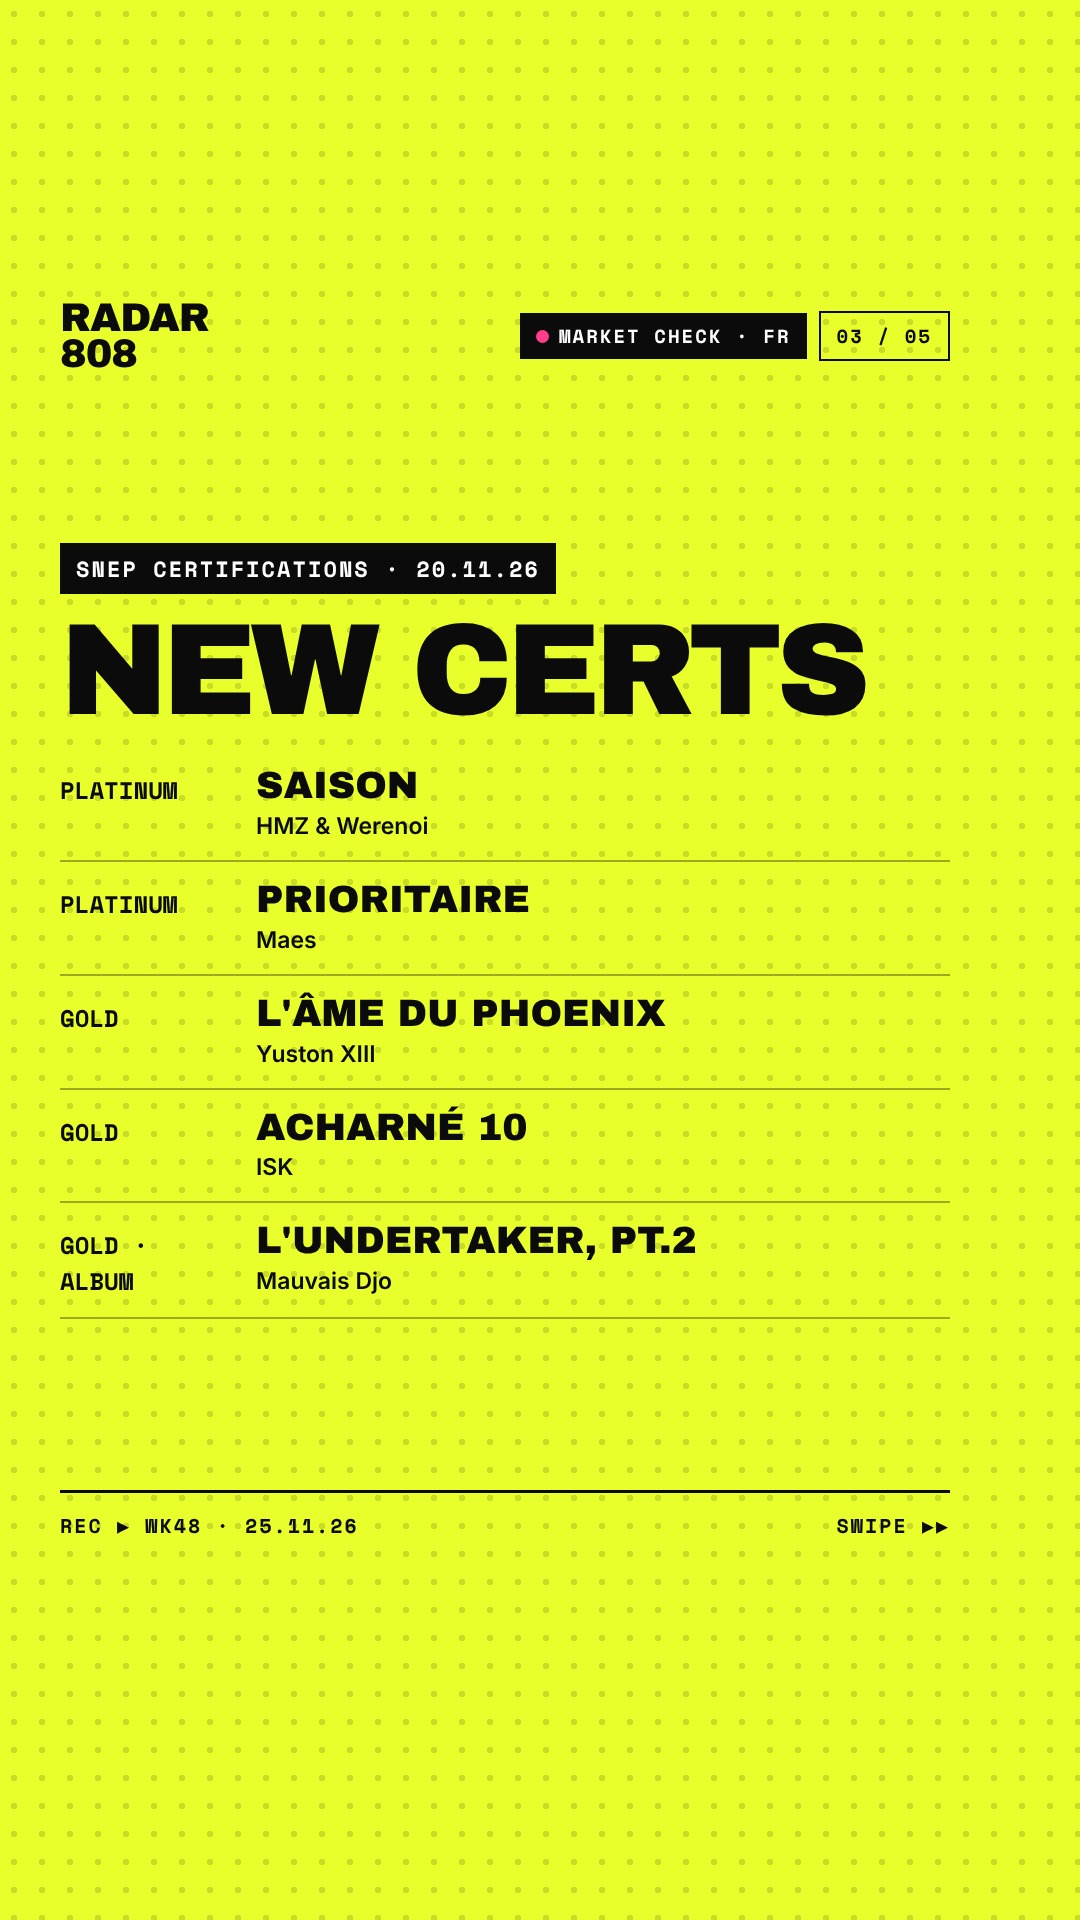 RADAR
808
MARKET CHECK · FR
03 / 05
SNEP CERTIFICATIONS · 20.11.26
NEW CERTS
PLATINUM
SAISON
HMZ & Werenoi
PLATINUM
PRIORITAIRE
Maes
GOLD
L'ÂME DU PHOENIX
Yuston XIII
GOLD
ACHARNÉ 10
ISK
GOLD ·
ALBUM
L'UNDERTAKER, PT.2
Mauvais Djo
REC ▶ WK48 · 25.11.26
SWIPE ▶▶